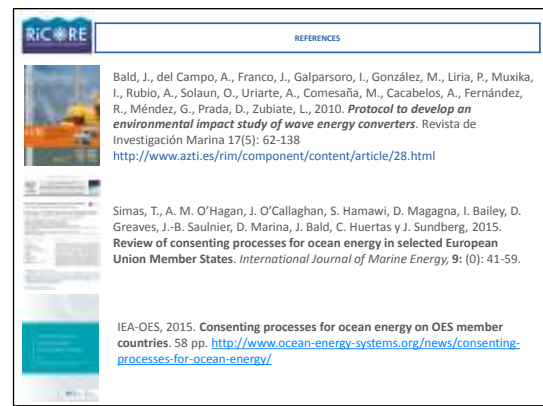 RiCORE
REFERENCES
Bald, J., del Campo, A., Franco, J., Galparsoro, I., González, M., Liria, P., Muxika,
I., Rubio, A., Solaun, O., Uriarte, A., Comesaña, M., Cacabelos, A., Fernández,
R., Méndez, G., Prada, D., Zubiate, L., 2010. Protocol to develop an
environmental impact study of wave energy converters. Revista de
Investigación Marina 17(5): 62-138
http://www.azti.es/rim/component/content/article/28.html
Simas, T., A. M. O’Hagan, J. O’Callaghan, S. Hamawi, D. Magagna, I. Bailey, D.
Greaves, J.-B. Saulnier, D. Marina, J. Bald, C. Huertas y J. Sundberg, 2015.
Review of consenting processes for ocean energy in selected European
Union Member States. International Journal of Marine Energy, 9: (0): 41-59.
IEA-OES, 2015. Consenting processes for ocean energy on OES member
countries. 58 pp. http://www.ocean-energy-systems.org/news/consenting-
processes-for-ocean-energy/